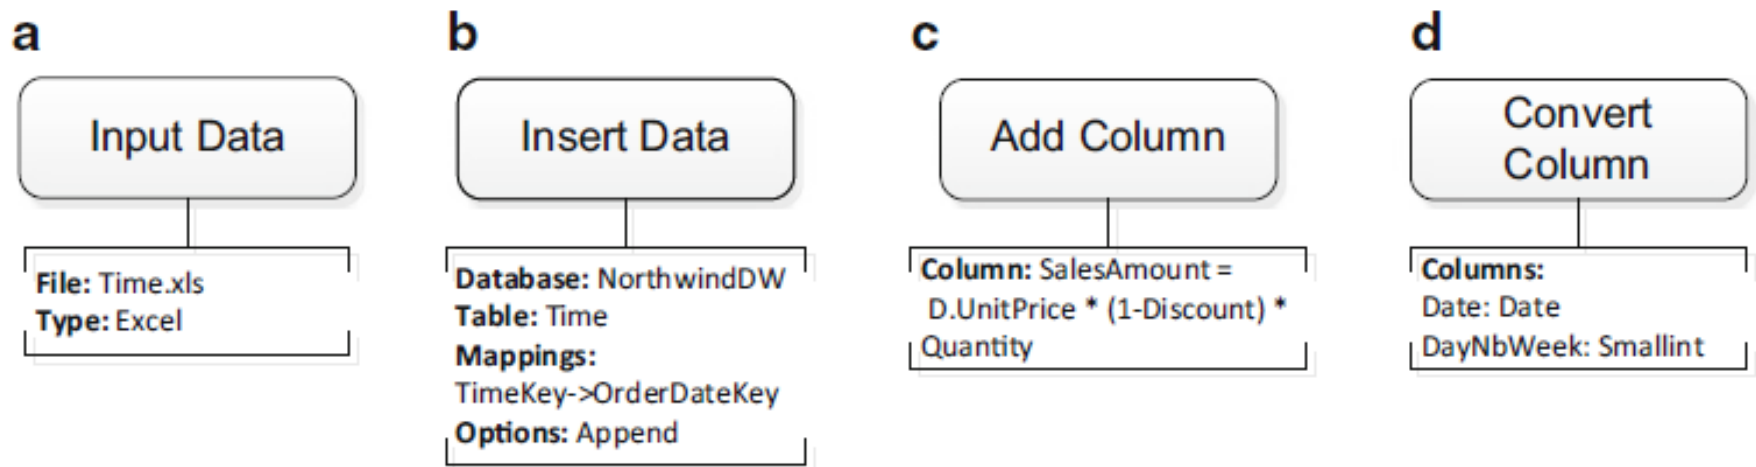 a
Input Data
File: Time.xls
Type: Excel
b
Insert Data
Database: NorthwindDW
Table: Time
Mappings:
TimeKey->OrderDateKey
Options: Append
c
Add Column
Column: SalesAmount =
D.UnitPrice * (1-Discount) *
Quantity
d
Convert
Column
Columns:
Date: Date
DayNbWeek: Smallint